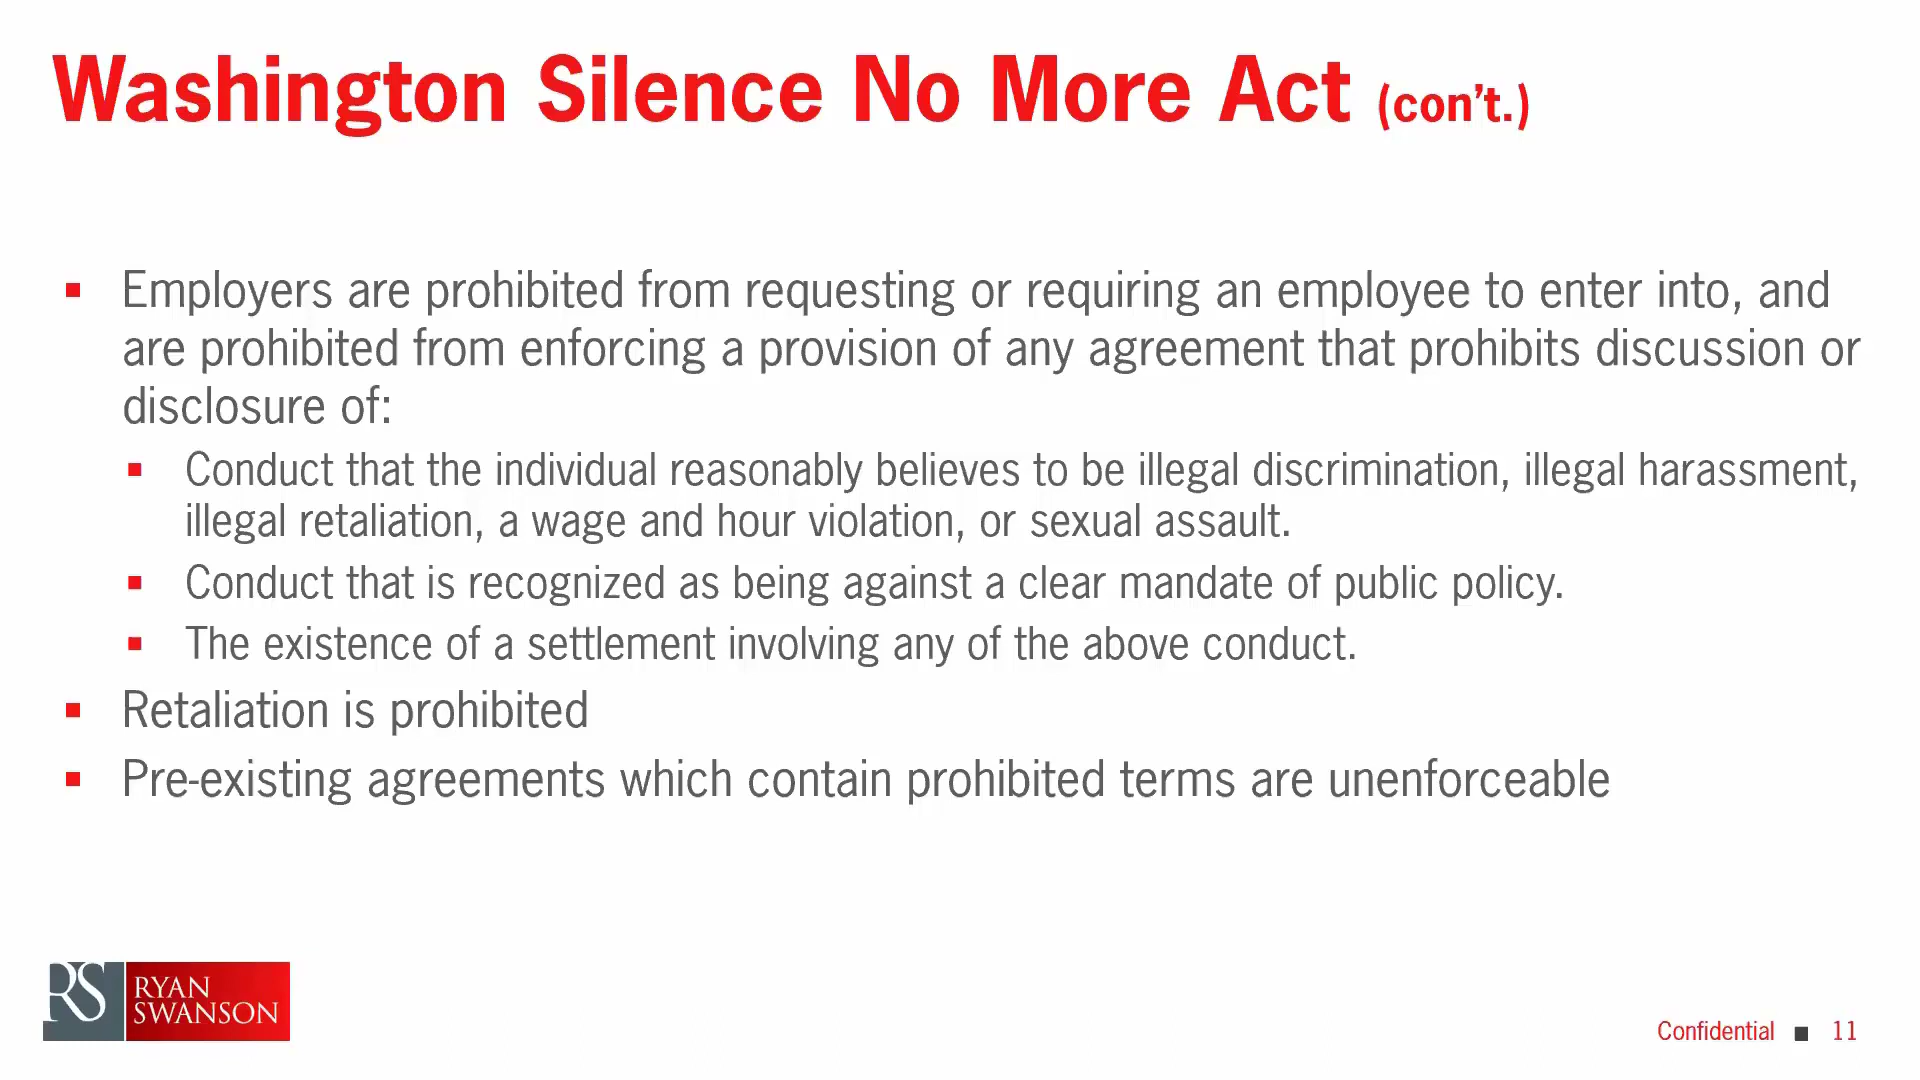 Washington Silence No More Act (con’t.)
▪ Employers are prohibited from requesting or requiring an employee to enter into, and
are prohibited from enforcing a provision of any agreement that prohibits discussion or
disclosure of:
▪ Conduct that the individual reasonably believes to be illegal discrimination, illegal harassment,
illegal retaliation, a wage and hour violation, or sexual assault.
▪ Conduct that is recognized as being against a clear mandate of public policy.
▪ The existence of a settlement involving any of the above conduct.
▪ Retaliation is prohibited
▪ Pre-existing agreements which contain prohibited terms are unenforceable
RS RYAN
SWANSON
Confidential ■ 11